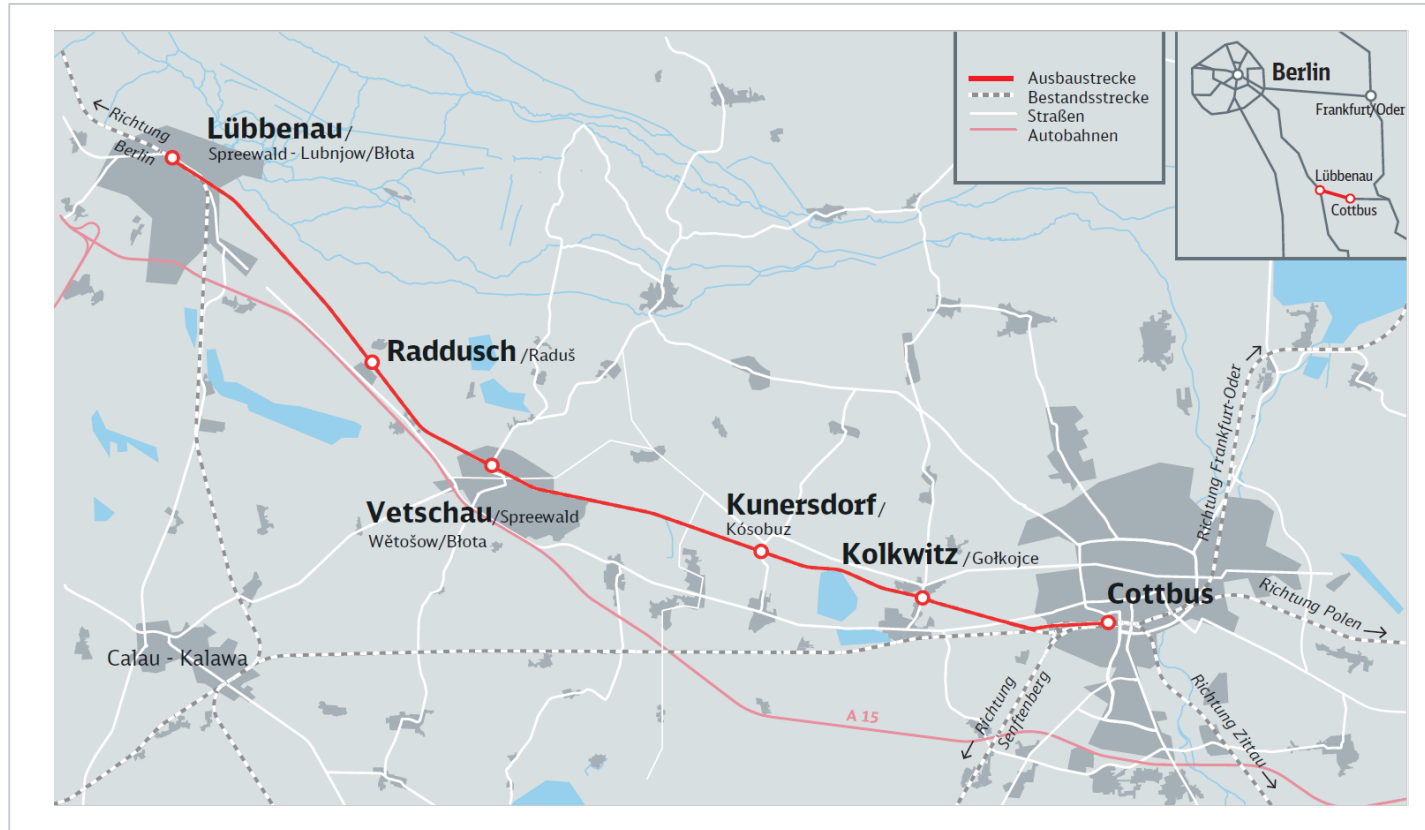 Ausbaustrecke
Bestandsstrecke
Straßen
Autobahnen
Berlin
Frankfurt/Oder
Lübbenau
Cottbus
Richtung
Berlin
Lübbenau/
Spreewald - Lubnjow/Błota
Raddusch/Raduš
Vetschau/Spreewald
Wětošow/Błota
Kunersdorf/
Kósobuz
Kolkwitz/Gołkojce
Cottbus
Richtung Frankfurt-Oder
Richtung Polen
Calau - Kalawa
Richtung
Senftenberg
Richtung Zittau
A 15